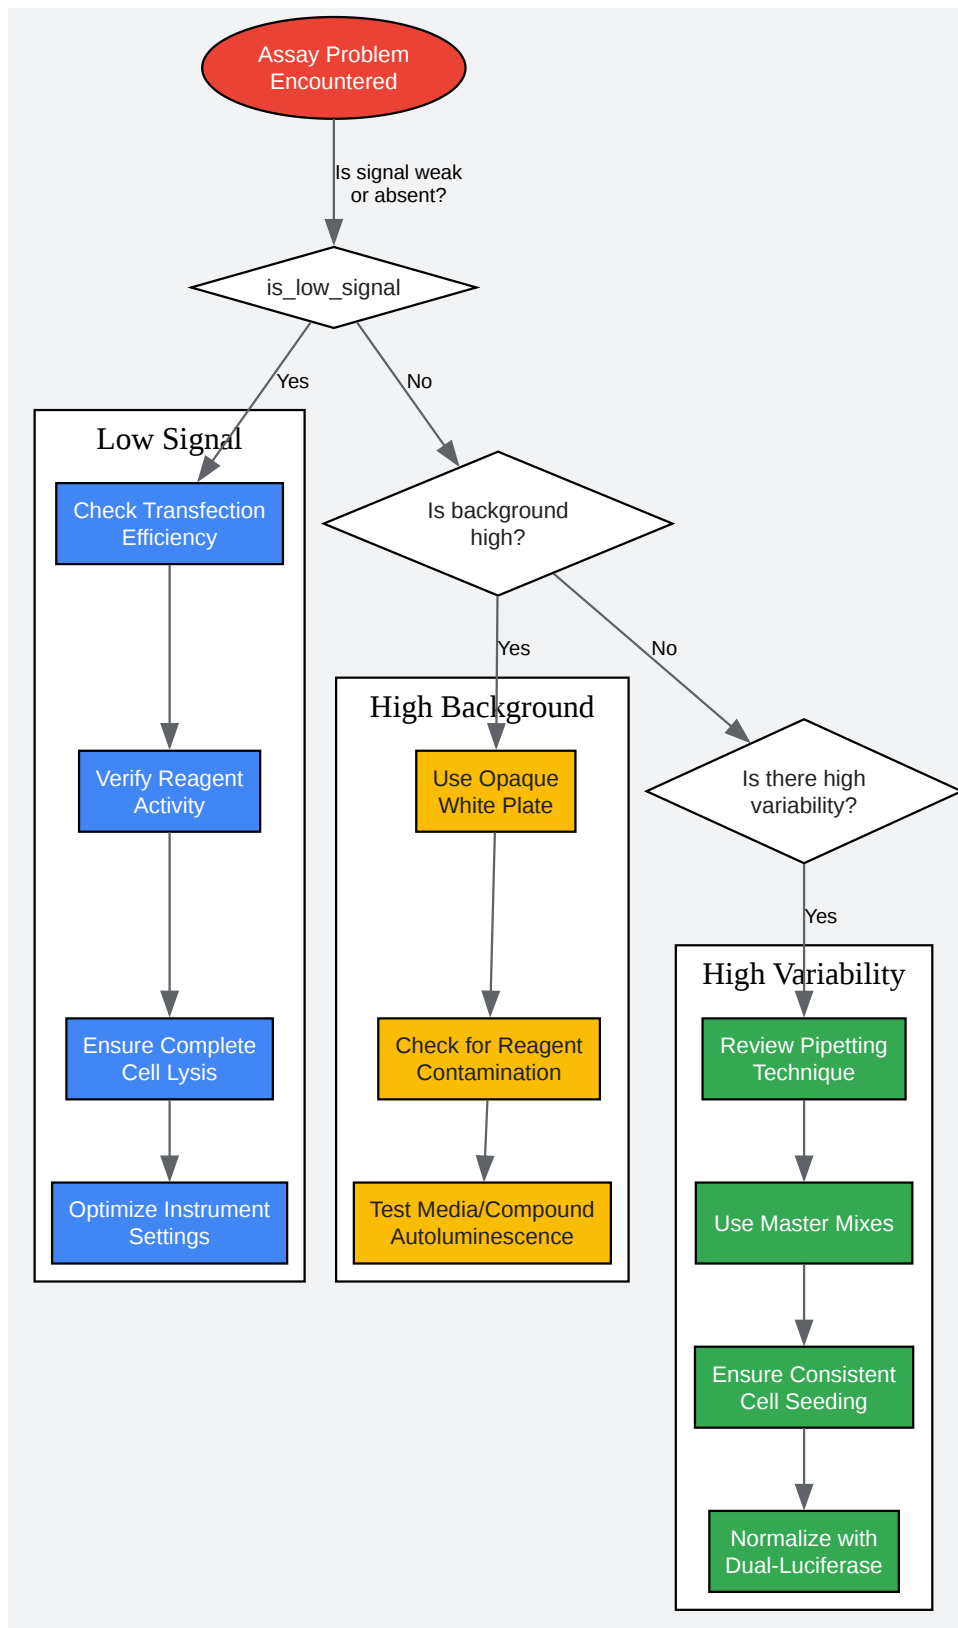 Assay Problem
Encountered
Is signal weak
or absent?
is_low_signal
Yes
No
Low Signal
Check Transfection
Efficiency
Verify Reagent
Activity
Ensure Complete
Cell Lysis
Optimize Instrument
Settings
Is background
high?
Yes
No
High Background
Use Opaque
White Plate
Check for Reagent
Contamination
Test Media/Compound
Autoluminescence
Is there high
variability?
Yes
High Variability
Review Pipetting
Technique
Use Master Mixes
Ensure Consistent
Cell Seeding
Normalize with
Dual-Luciferase